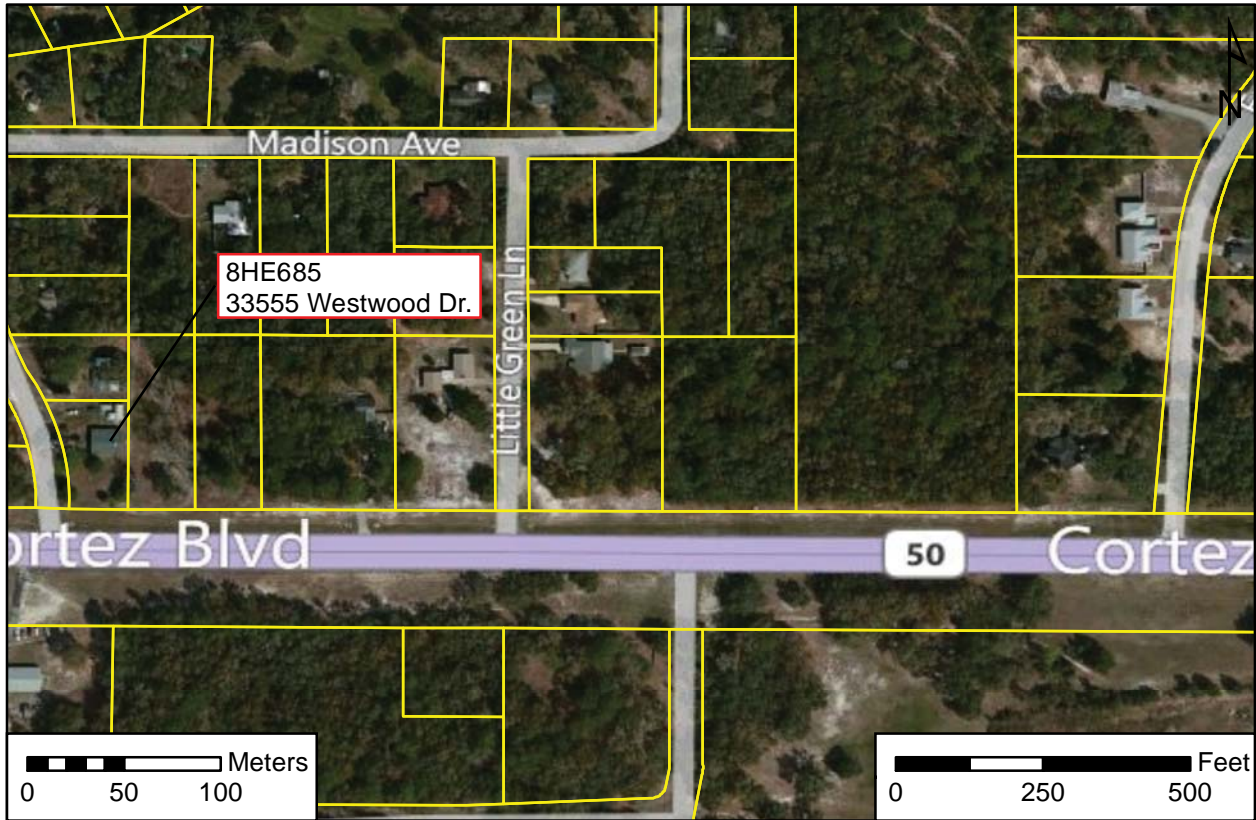 N
Madison Ave
8HE685
33555 Westwood Dr.
Little Green Ln
ortez Blvd
50
Cortez
Meters
0 50 100
Feet
0 250 500